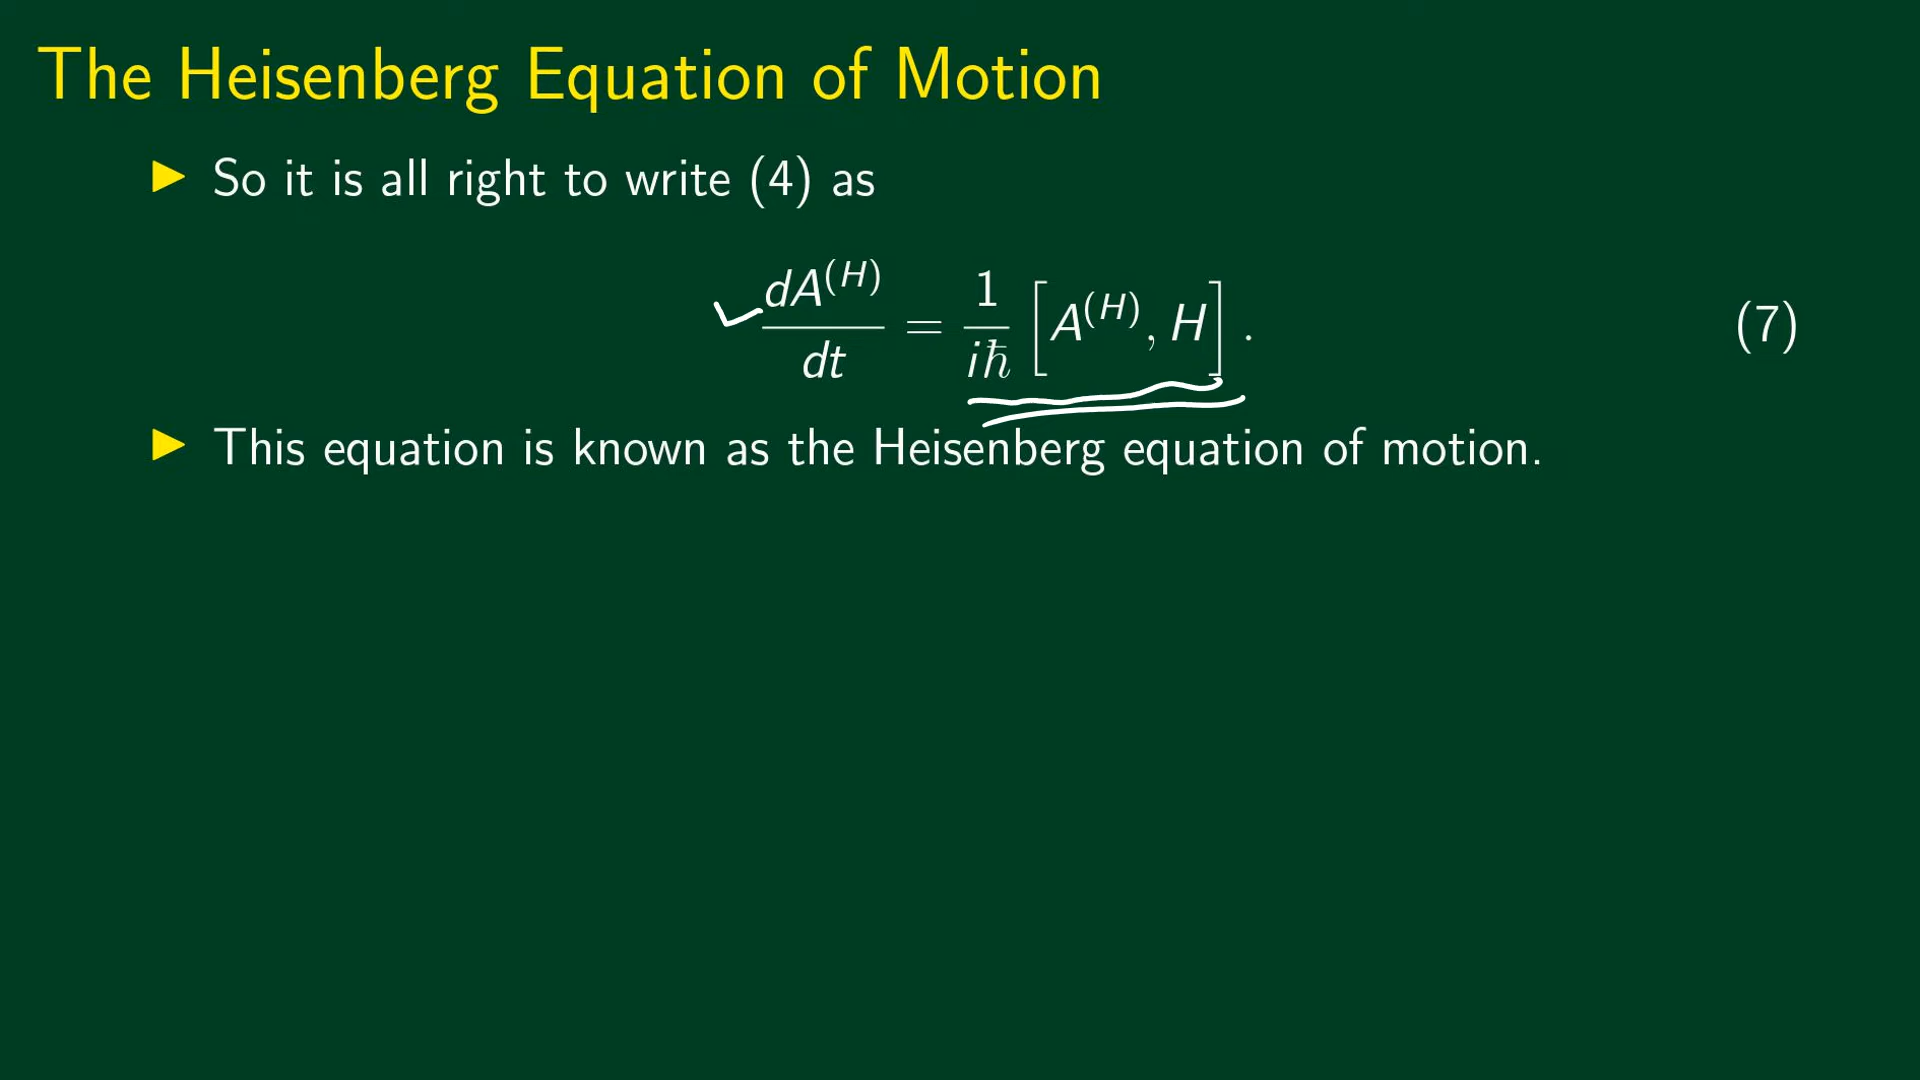 The Heisenberg Equation of Motion
▶ So it is all right to write (4) as
dA^(H)/dt = 1/iħ [A^(H), H]. (7)
▶ This equation is known as the Heisenberg equation of motion.